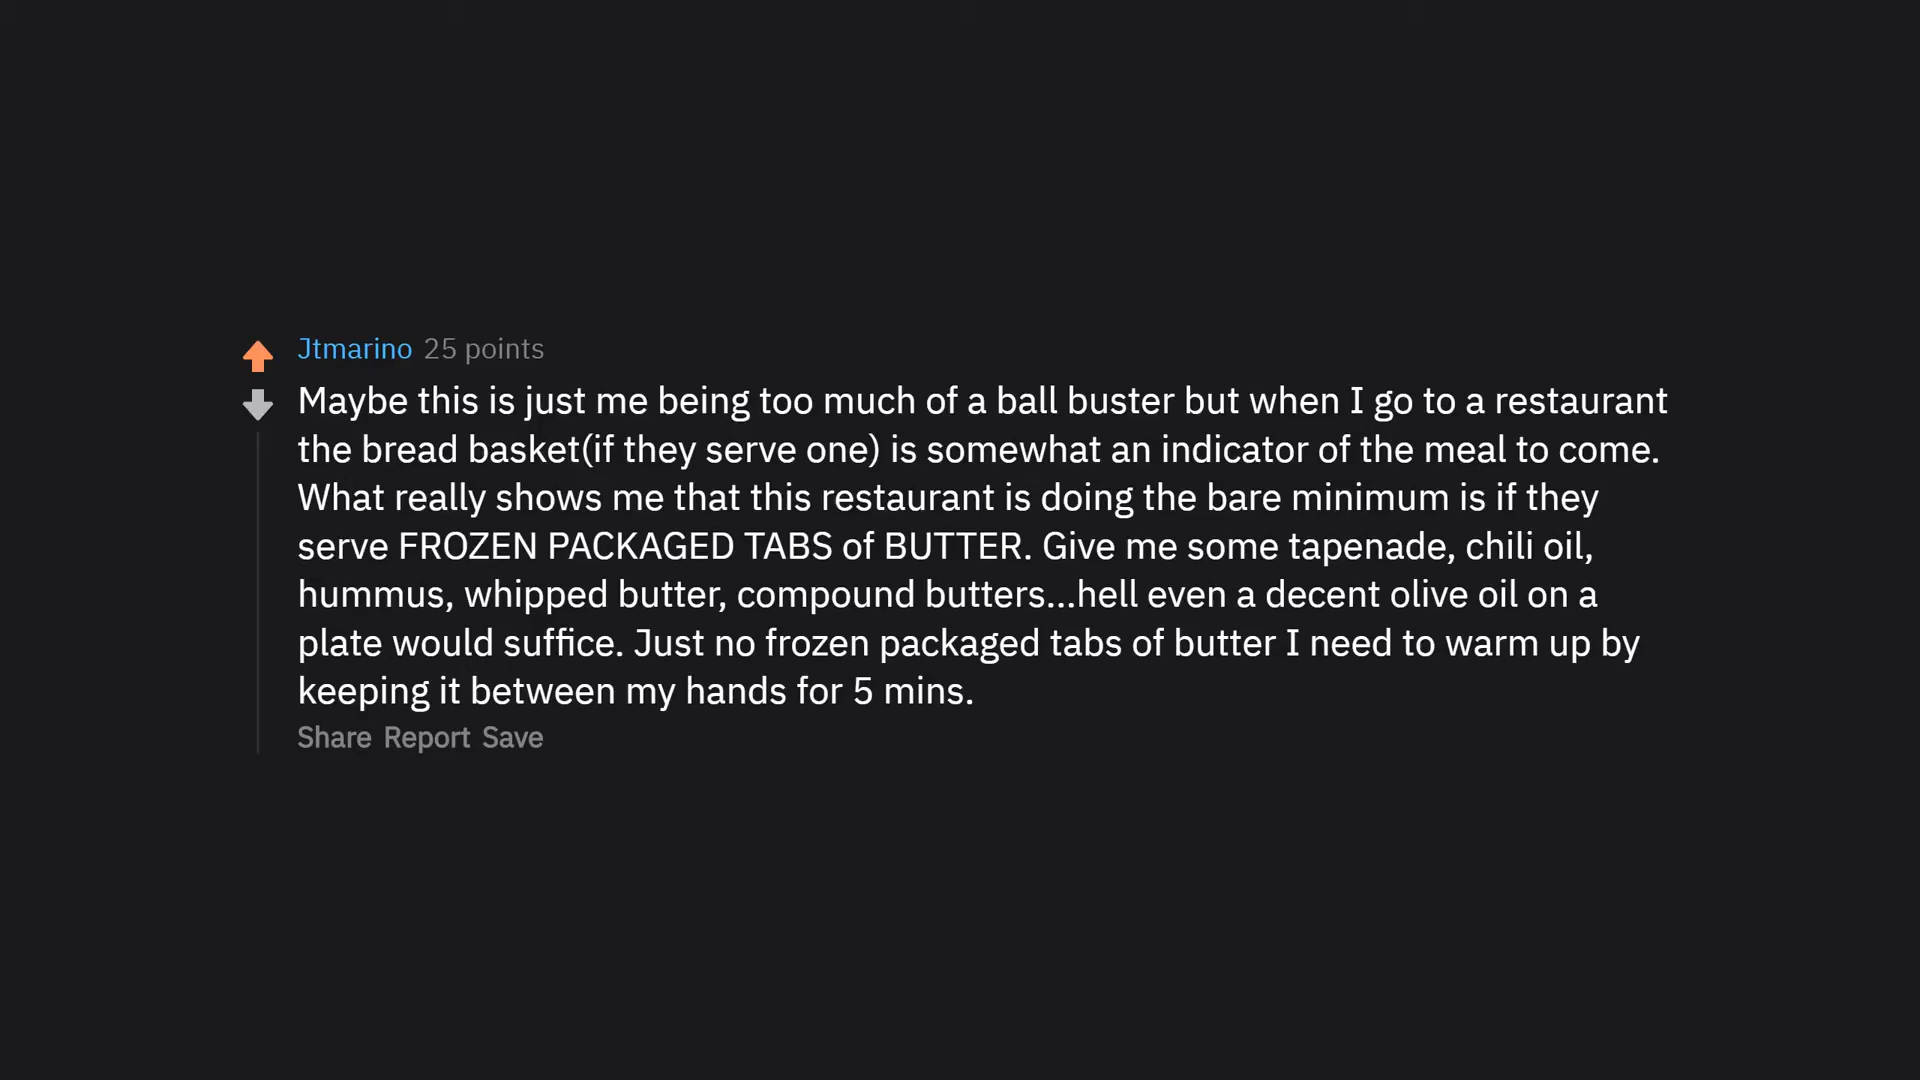 Jtmarino 25 points
Maybe this is just me being too much of a ball buster but when I go to a restaurant
the bread basket(if they serve one) is somewhat an indicator of the meal to come.
What really shows me that this restaurant is doing the bare minimum is if they
serve FROZEN PACKAGED TABS of BUTTER. Give me some tapenade, chili oil,
hummus, whipped butter, compound butters...hell even a decent olive oil on a
plate would suffice. Just no frozen packaged tabs of butter I need to warm up by
keeping it between my hands for 5 mins.
Share Report Save